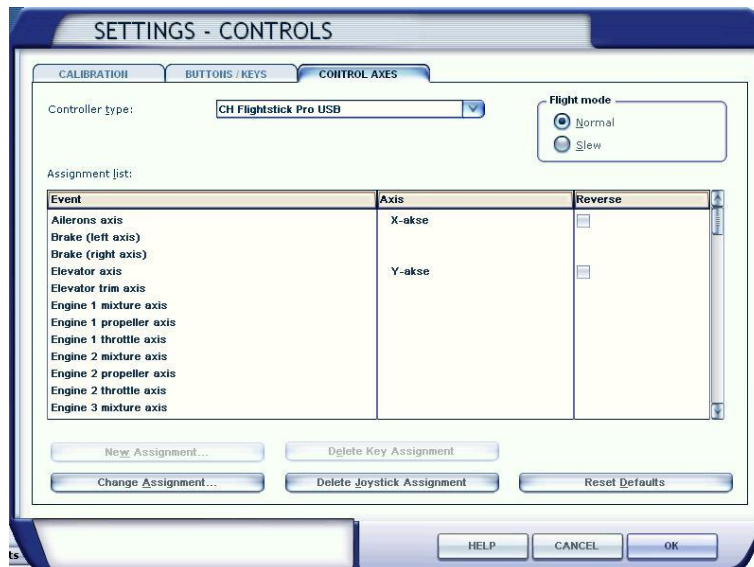 SETTINGS - CONTROLS
CALIBRATION BUTTONS / KEYS CONTROL AXES
Controller type: CH Flightstick Pro USB
Flight mode
Normal
Slew
Assignment list:
Event Axis Reverse
Ailerons axis X-akse
Brake (left axis)
Brake (right axis)
Elevator axis Y-akse
Elevator trim axis
Engine 1 mixture axis
Engine 1 propeller axis
Engine 1 throttle axis
Engine 2 mixture axis
Engine 2 propeller axis
Engine 2 throttle axis
Engine 3 mixture axis
New Assignment... Delete Key Assignment
Change Assignment... Delete Joystick Assignment Reset Defaults
ts
HELP CANCEL OK